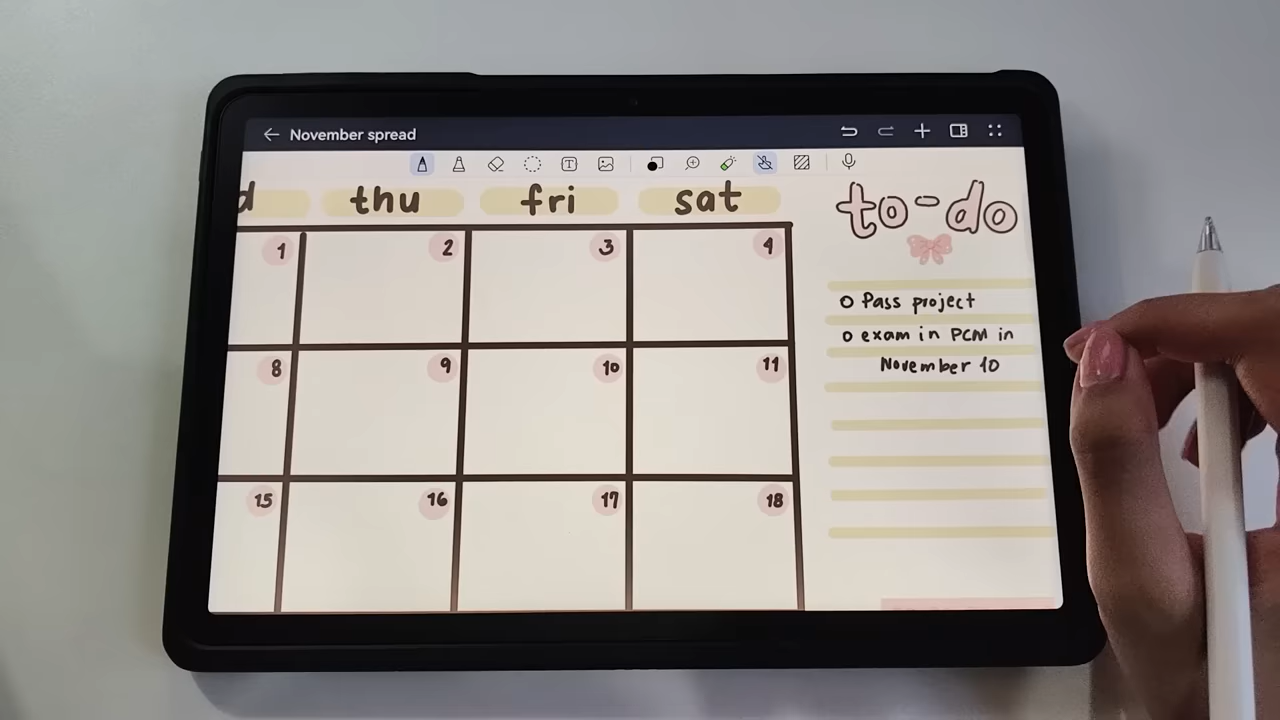 November spread
d thu fri sat
to-do
1 2 3 4
o Pass project
o exam in PCM in
November 10
8 9 10 11
15 16 17 18